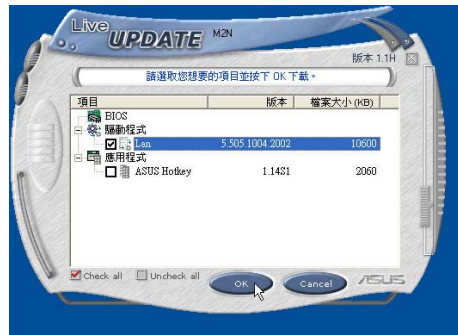 Live UPDATE M2N
版本 1.1H
請選取您想要的項目並按下 OK 下載。
項目 版本 檔案大小 (KB)
BIOS
驅動程式
Lan 5.505.1004.2002 10600
應用程式
ASUS Hotkey 1.14S1 2060
Check all Uncheck all OK Cancel ASUS